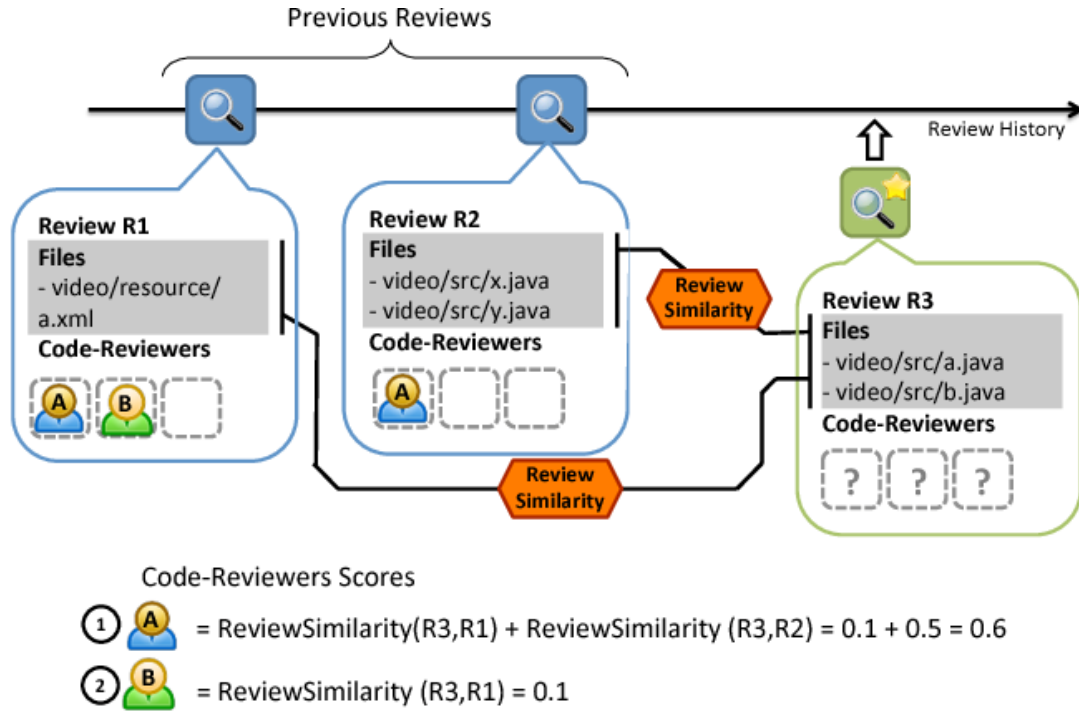 Previous Reviews
Review History
Review R1
Files
- video/resource/
a.xml
Code-Reviewers
A
B
Review R2
Files
- video/src/x.java
- video/src/y.java
Code-Reviewers
A
Review
Similarity
Review
Similarity
Review R3
Files
- video/src/a.java
- video/src/b.java
Code-Reviewers
? ? ?
Code-Reviewers Scores
1 A = ReviewSimilarity(R3,R1) + ReviewSimilarity (R3,R2) = 0.1 + 0.5 = 0.6
2 B = ReviewSimilarity (R3,R1) = 0.1